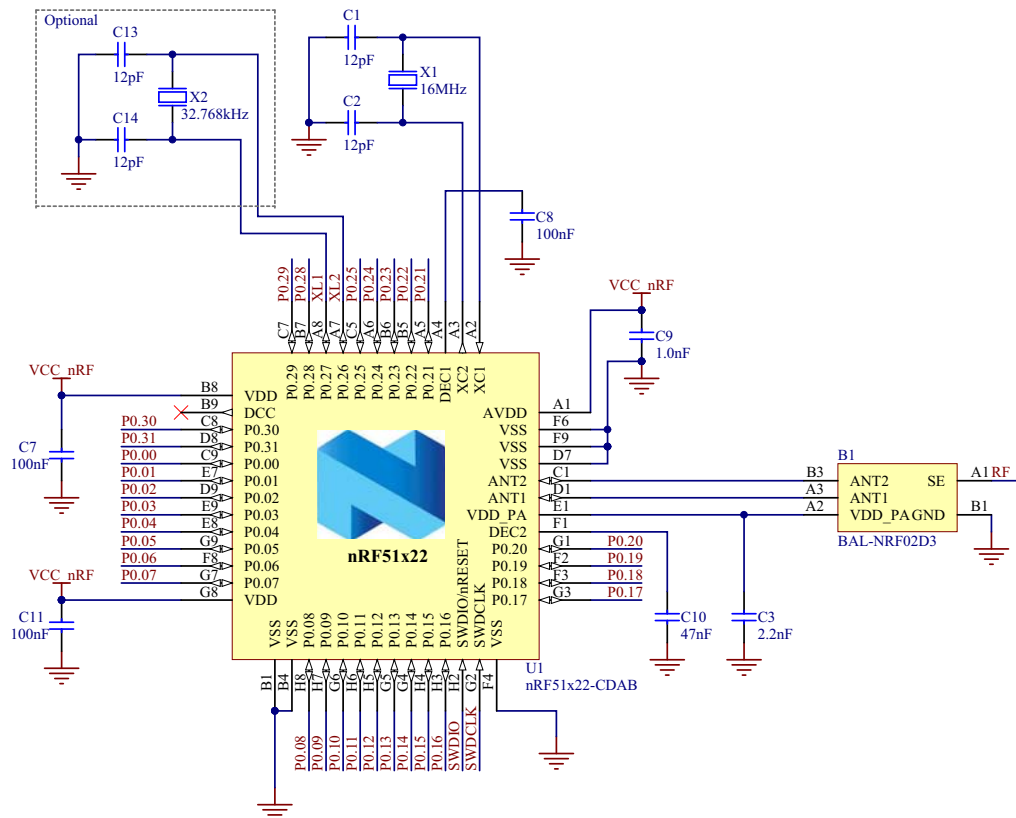 Optional
C13
12pF
X2
32.768kHz
C14
12pF
C1
12pF
X1
16MHz
C2
12pF
C8
100nF
P0.29
P0.28
XL1
XL2
P0.25
P0.24
P0.23
P0.22
P0.21
C7
B7
A8
A7
C5
A6
B6
B5
A5
A4
A3
A2
P0.29
P0.28
P0.27
P0.26
P0.25
P0.24
P0.23
P0.22
P0.21
DEC1
XC2
XC1
VCC_nRF
C9
1.0nF
VCC_nRF
C7
100nF
B8 VDD
B9 DCC
P0.30 C8 P0.30
P0.31 D8 P0.31
P0.00 C9 P0.00
P0.01 E7 P0.01
P0.02 D9 P0.02
P0.03 E9 P0.03
P0.04 E8 P0.04
P0.05 G9 P0.05
P0.06 F8 P0.06
P0.07 G7 P0.07
G8 VDD
VCC_nRF
C11
100nF
nRF51x22
AVDD A1
VSS F6
VSS F9
VSS D7
ANT2 C1
ANT1 D1
VDD_PA E1
DEC2 F1
P0.20 G1 P0.20
P0.19 F2 P0.19
P0.18 F3 P0.18
P0.17 G3 P0.17
B1
B3 ANT2 SE A1 RF
A3 ANT1
A2 VDD_PA GND B1
BAL-NRF02D3
C10
47nF
C3
2.2nF
VSS
VSS
P0.08
P0.09
P0.10
P0.11
P0.12
P0.13
P0.14
P0.15
P0.16
SWDIO/nRESET
SWDCLK
VSS
U1
nRF51x22-CDAB
B1
B4
H8
H7
G6
H6
H5
G5
G4
H4
H3
H2
G2
F4
P0.08
P0.09
P0.10
P0.11
P0.12
P0.13
P0.14
P0.15
P0.16
SWDIO
SWDCLK